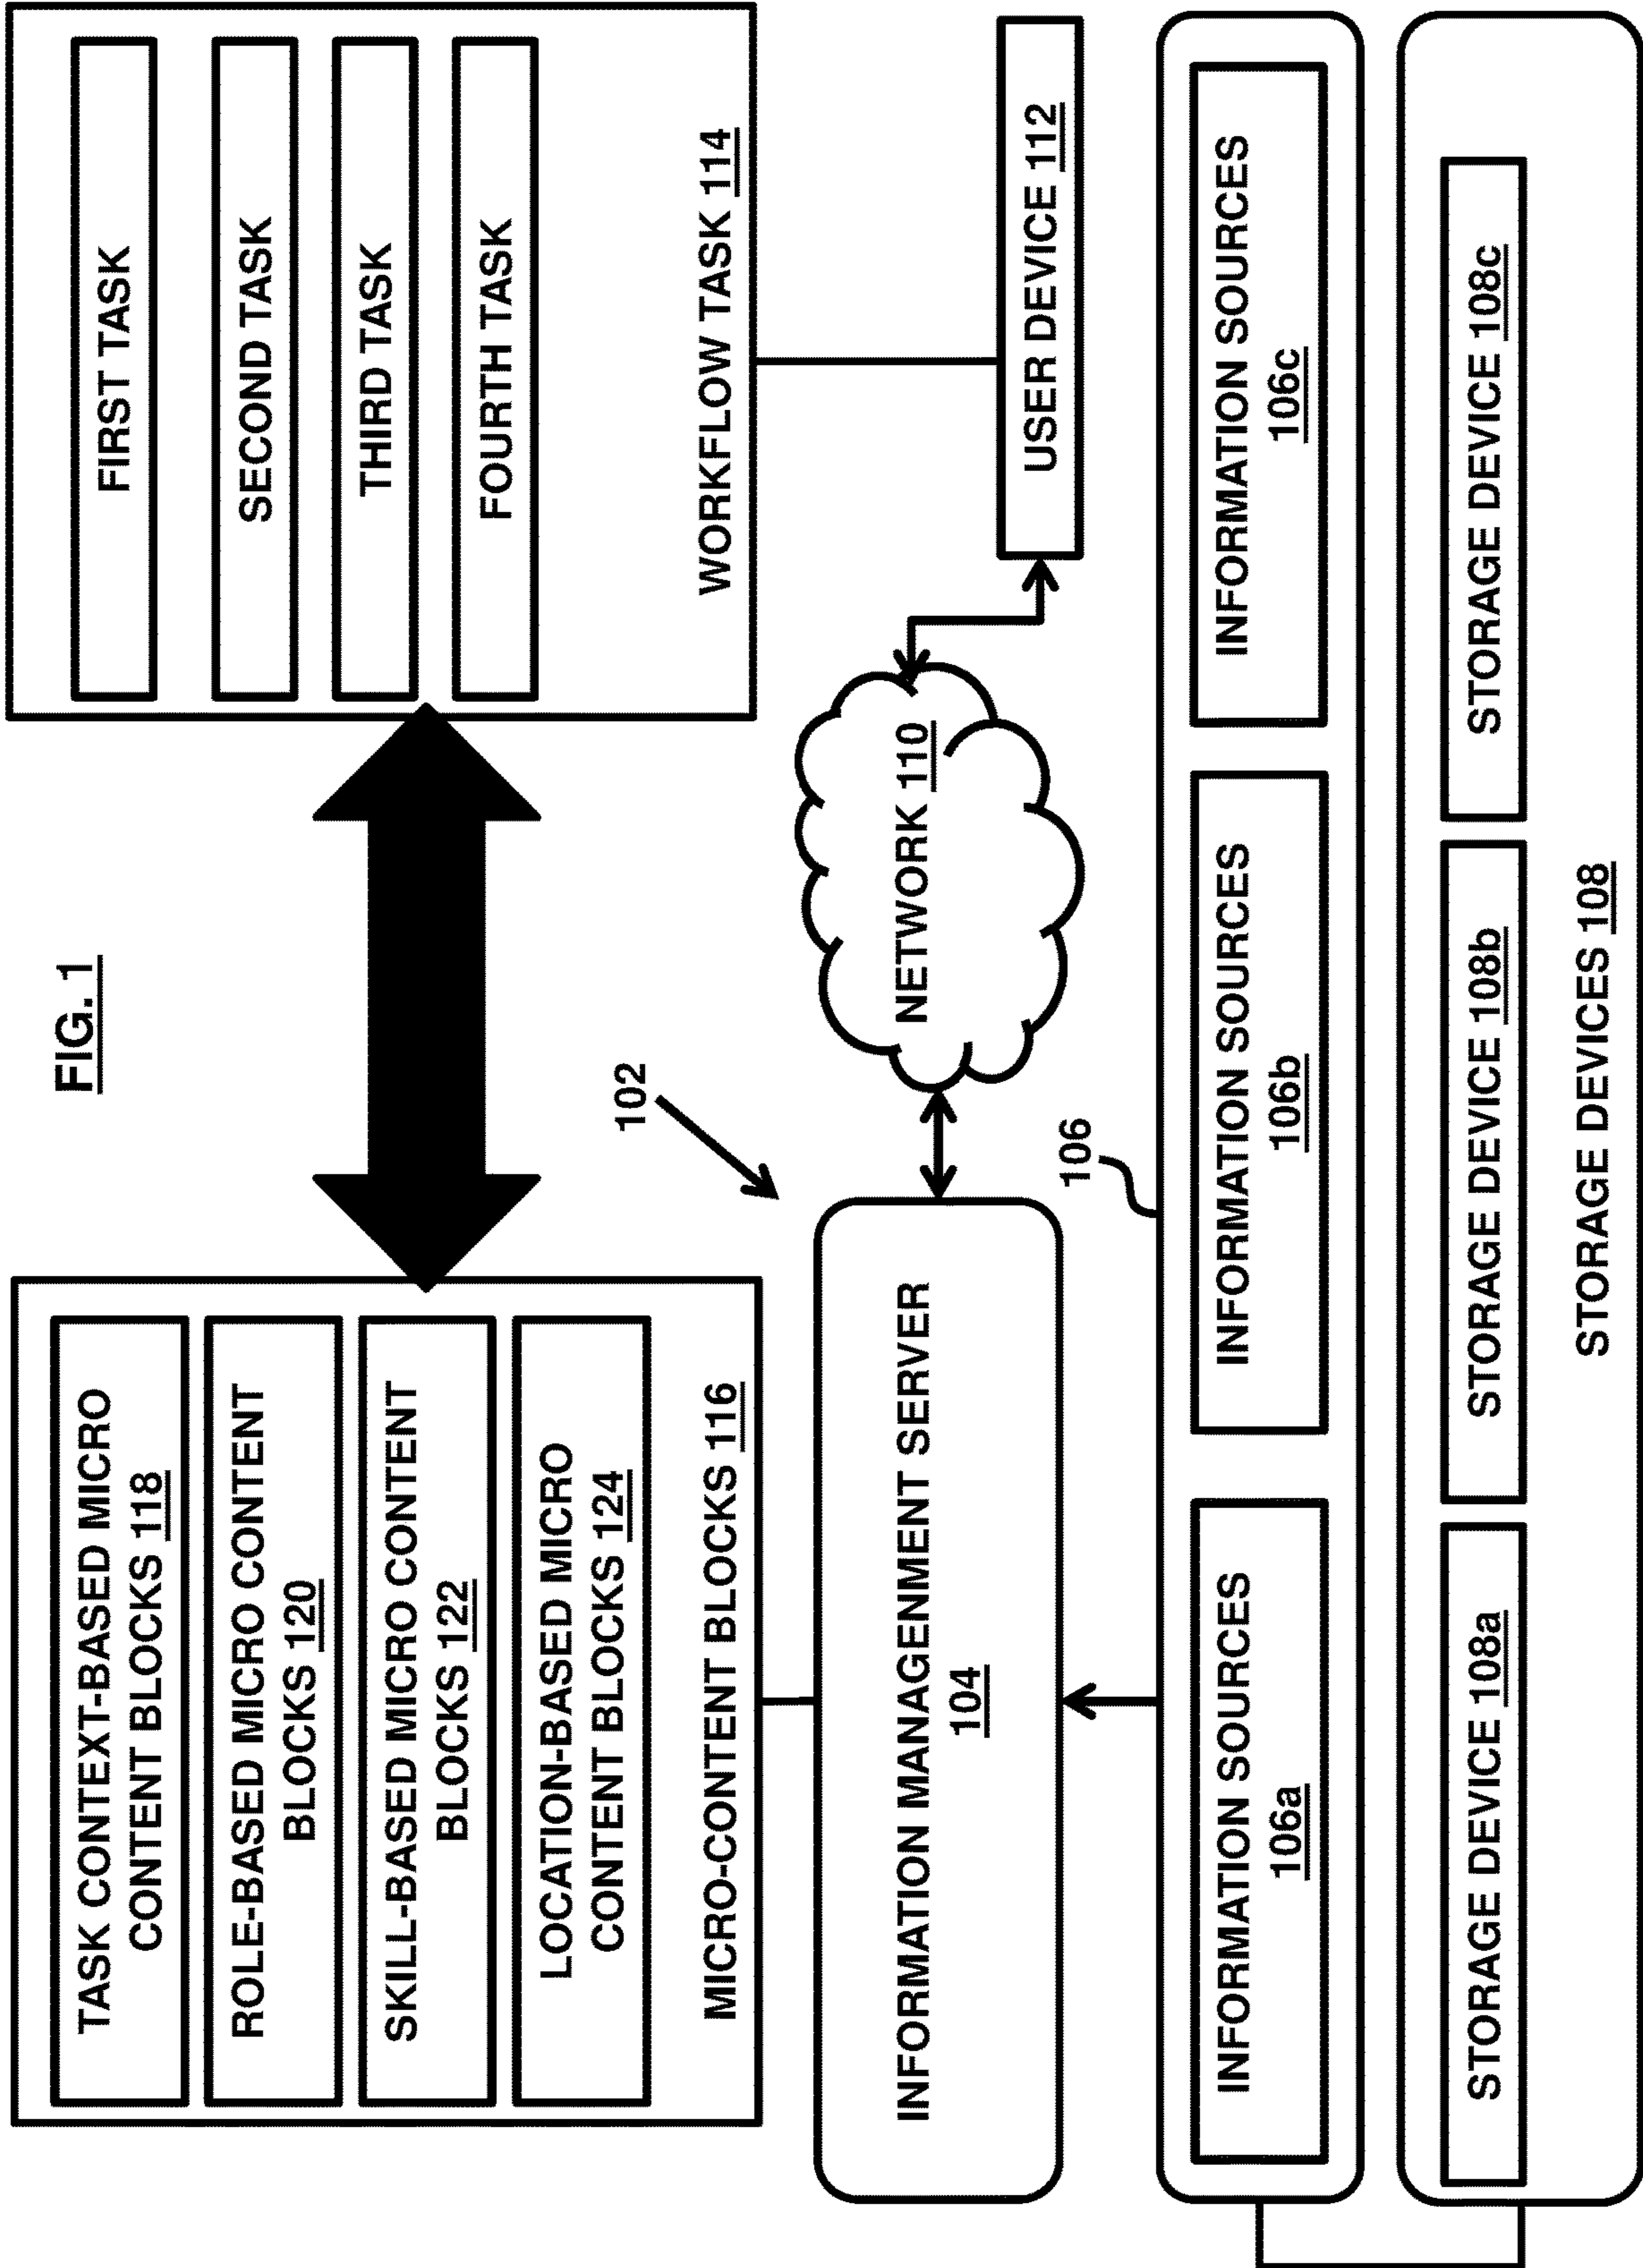 FIG. 1
TASK CONTEXT-BASED MICRO
CONTENT BLOCKS 118
ROLE-BASED MICRO CONTENT
BLOCKS 120
SKILL-BASED MICRO CONTENT
BLOCKS 122
LOCATION-BASED MICRO
CONTENT BLOCKS 124
MICRO-CONTENT BLOCKS 116
FIRST TASK
SECOND TASK
THIRD TASK
FOURTH TASK
WORKFLOW TASK 114
102
INFORMATION MANAGENMENT SERVER
104
NETWORK 110
USER DEVICE 112
106
INFORMATION SOURCES
106a
INFORMATION SOURCES
106b
INFORMATION SOURCES
106c
STORAGE DEVICE 108a
STORAGE DEVICE 108b
STORAGE DEVICE 108c
STORAGE DEVICES 108